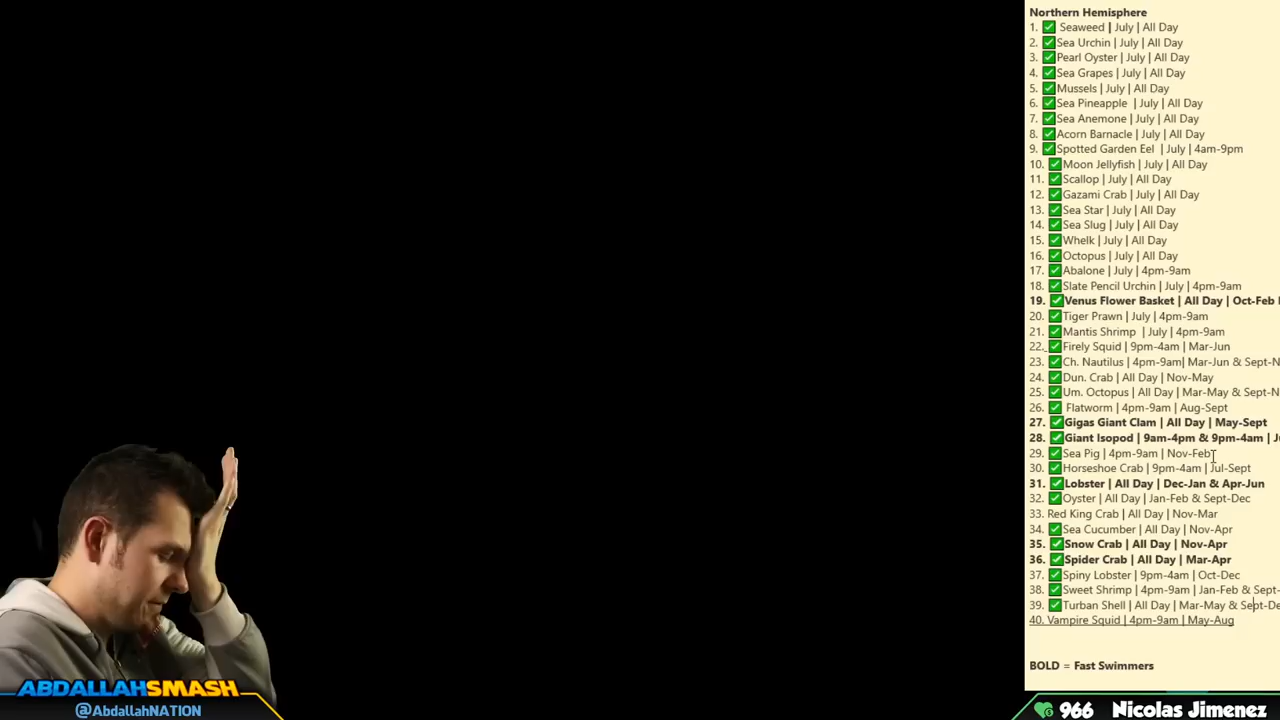 Northern Hemisphere
1. ✅ Seaweed | July | All Day
2. ✅Sea Urchin | July | All Day
3. ✅Pearl Oyster | July | All Day
4. ✅Sea Grapes | July | All Day
5. ✅Mussels | July | All Day
6. ✅Sea Pineapple | July | All Day
7. ✅Sea Anemone | July | All Day
8. ✅Acorn Barnacle | July | All Day
9. ✅Spotted Garden Eel | July | 4am-9pm
10. ✅Moon Jellyfish | July | All Day
11. ✅Scallop | July | All Day
12. ✅Gazami Crab | July | All Day
13. ✅Sea Star | July | All Day
14. ✅Sea Slug | July | All Day
15. ✅Whelk | July | All Day
16. ✅Octopus | July | All Day
17. ✅Abalone | July | 4pm-9am
18. ✅Slate Pencil Urchin | July | 4pm-9am
19. ✅Venus Flower Basket | All Day | Oct-Feb
20. ✅Tiger Prawn | July | 4pm-9am
21. ✅Mantis Shrimp | July | 4pm-9am
22. ✅Firely Squid | 9pm-4am | Mar-Jun
23. ✅Ch. Nautilus | 4pm-9am| Mar-Jun & Sept-N
24. ✅Dun. Crab | All Day | Nov-May
25. ✅Um. Octopus | All Day | Mar-May & Sept-N
26. ✅ Flatworm | 4pm-9am | Aug-Sept
27. ✅Gigas Giant Clam | All Day | May-Sept
28. ✅Giant Isopod | 9am-4pm & 9pm-4am | Ju
29. ✅Sea Pig | 4pm-9am | Nov-Feb
30. ✅Horseshoe Crab | 9pm-4am | Jul-Sept
31. ✅Lobster | All Day | Dec-Jan & Apr-Jun
32. ✅Oyster | All Day | Jan-Feb & Sept-Dec
33. Red King Crab | All Day | Nov-Mar
34. ✅Sea Cucumber | All Day | Nov-Apr
35. ✅Snow Crab | All Day | Nov-Apr
36. ✅Spider Crab | All Day | Mar-Apr
37. ✅Spiny Lobster | 9pm-4am | Oct-Dec
38. ✅Sweet Shrimp | 4pm-9am | Jan-Feb & Sept-
39. ✅Turban Shell | All Day | Mar-May & Sept-De
40. Vampire Squid | 4pm-9am | May-Aug
BOLD = Fast Swimmers
ABDALLAHSMASH
@AbdallahNATION
966 Nicolas Jimenez